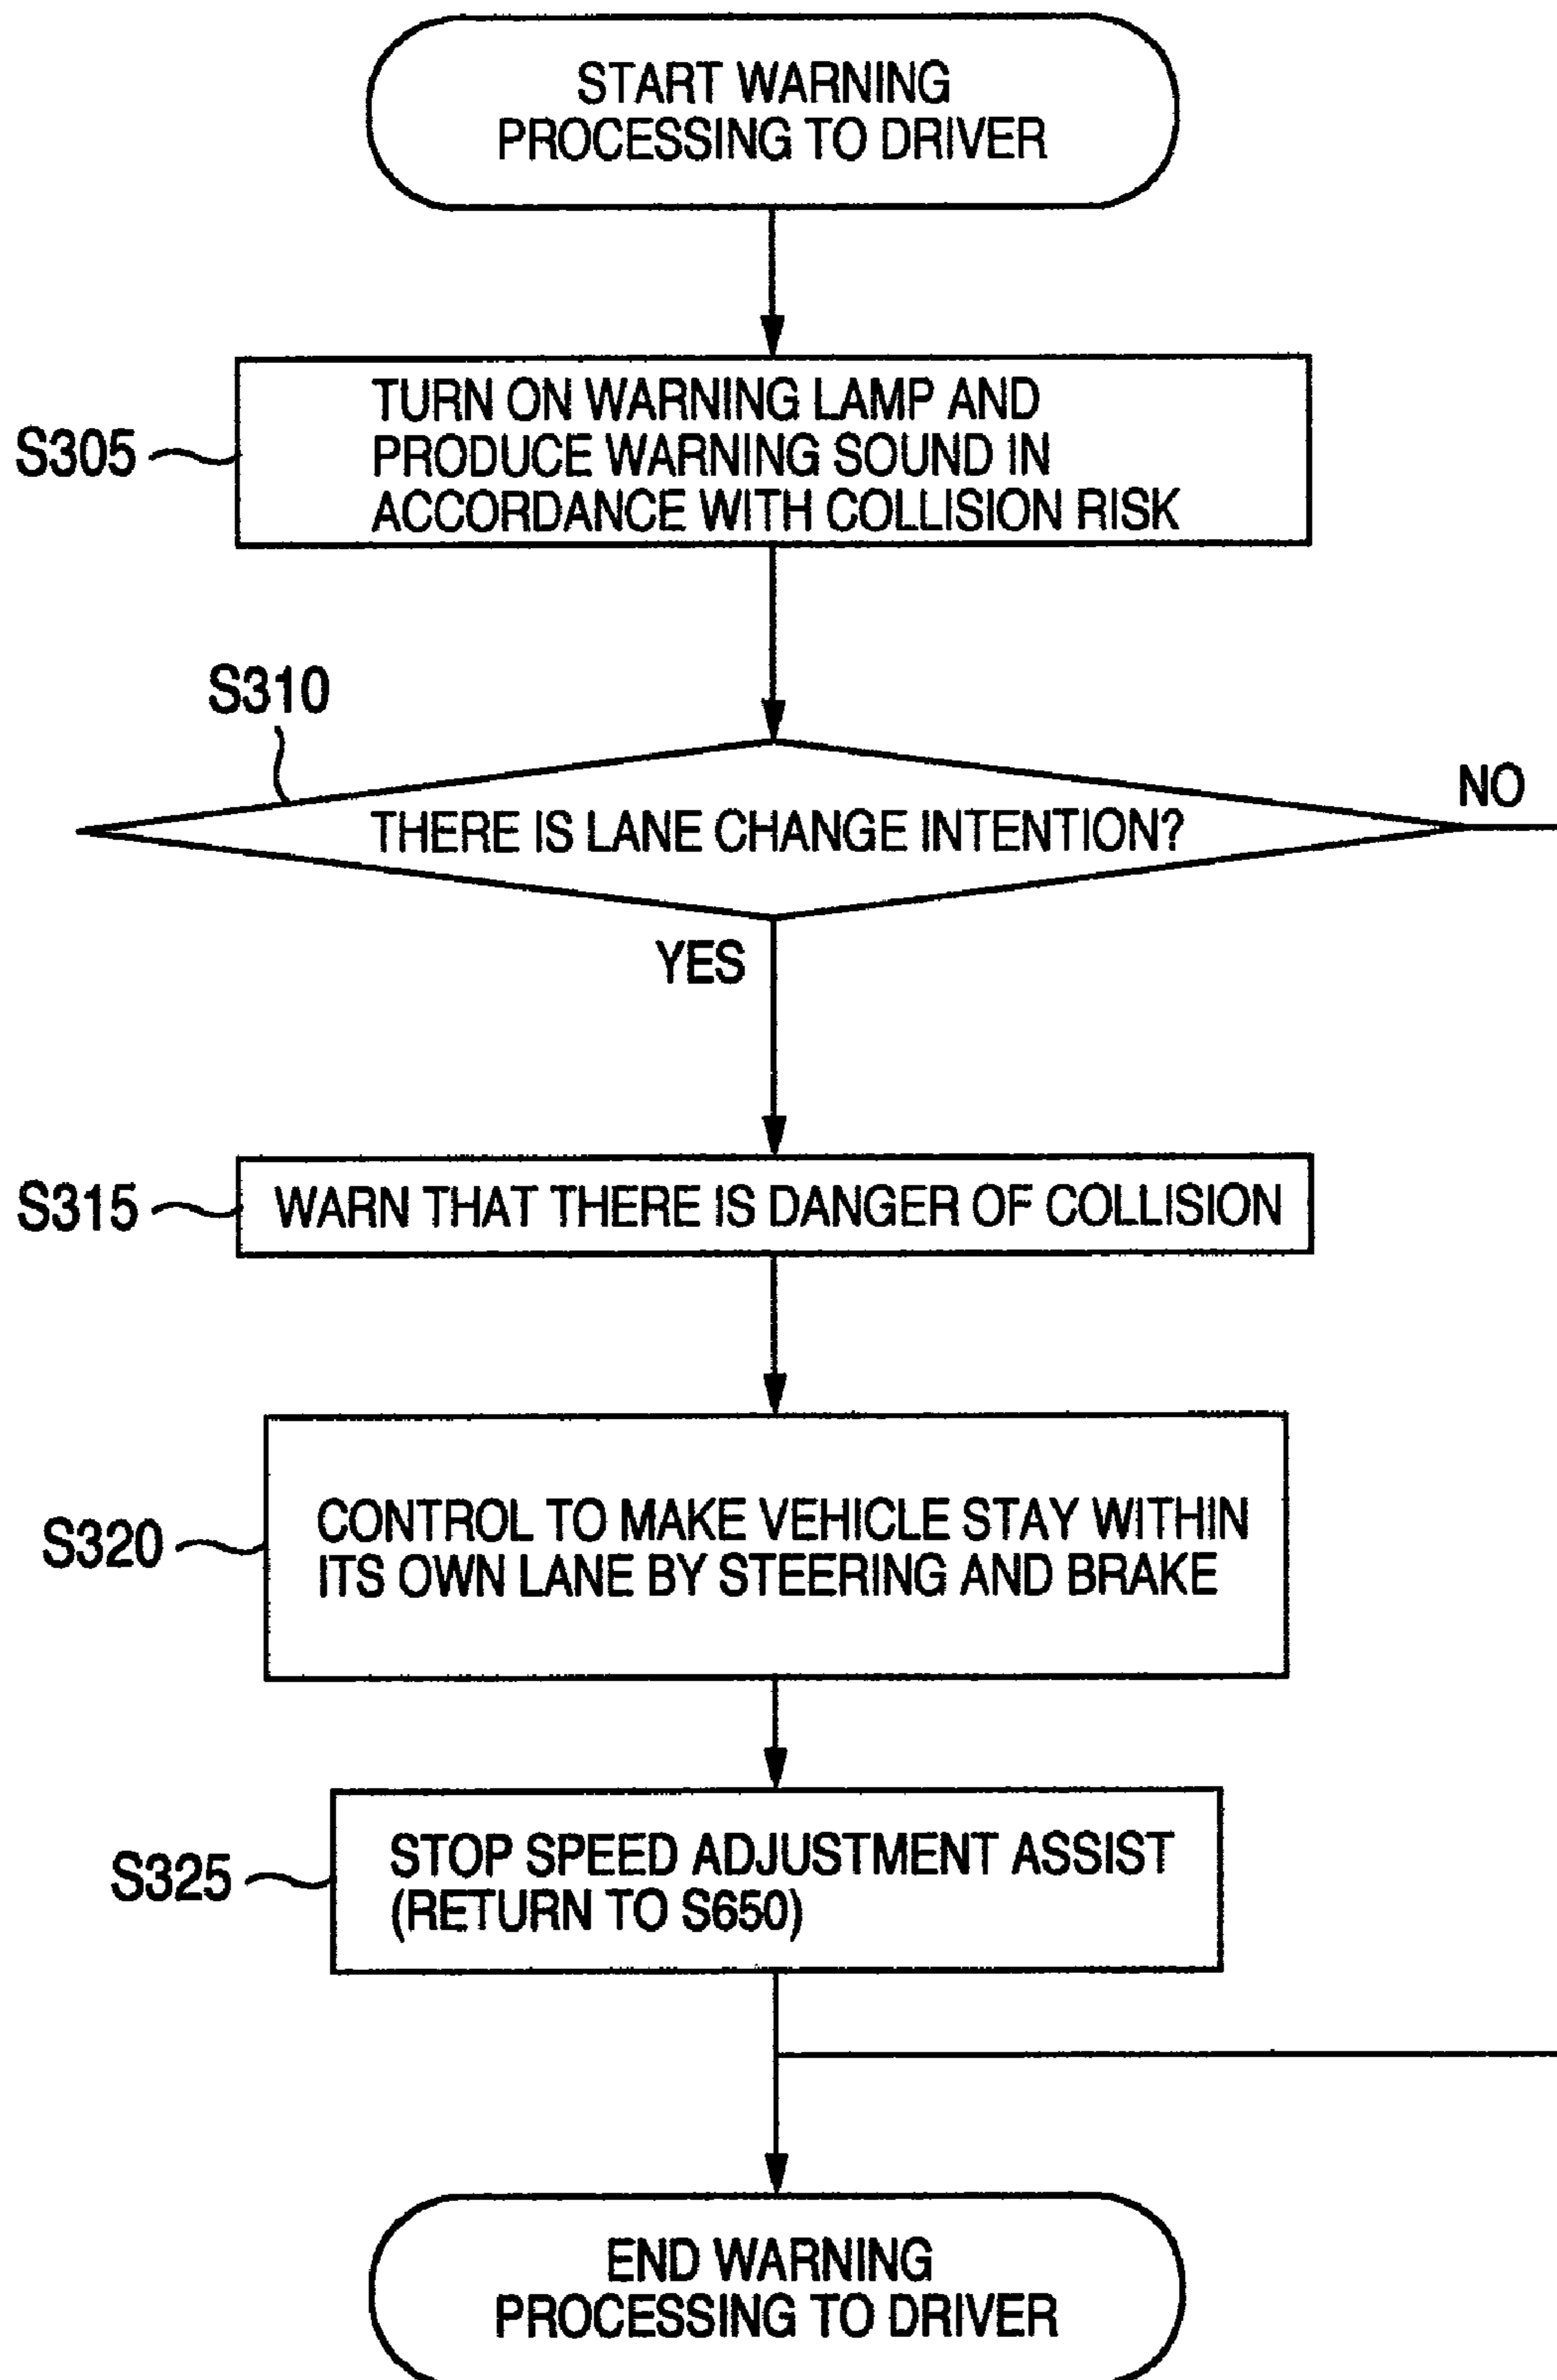 START WARNING
PROCESSING TO DRIVER
S305
TURN ON WARNING LAMP AND
PRODUCE WARNING SOUND IN
ACCORDANCE WITH COLLISION RISK
S310
THERE IS LANE CHANGE INTENTION?
NO
YES
S315
WARN THAT THERE IS DANGER OF COLLISION
S320
CONTROL TO MAKE VEHICLE STAY WITHIN
ITS OWN LANE BY STEERING AND BRAKE
S325
STOP SPEED ADJUSTMENT ASSIST
(RETURN TO S650)
END WARNING
PROCESSING TO DRIVER